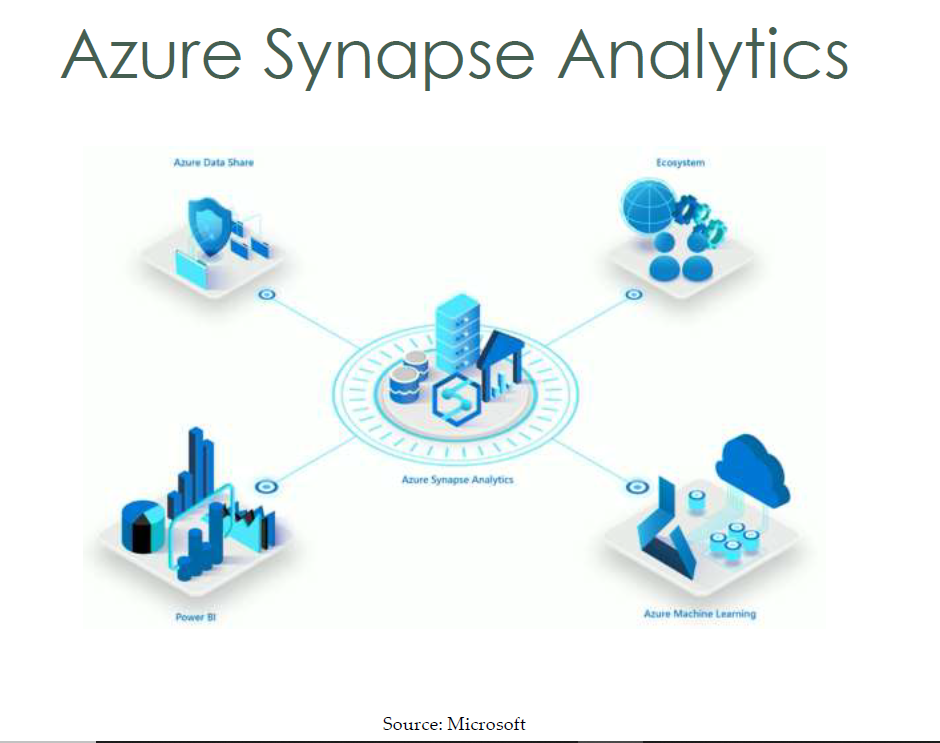 Azure Synapse Analytics
Azure Data Share
Ecosystem
Azure Synapse Analytics
Power BI
Azure Machine Learning
Source: Microsoft